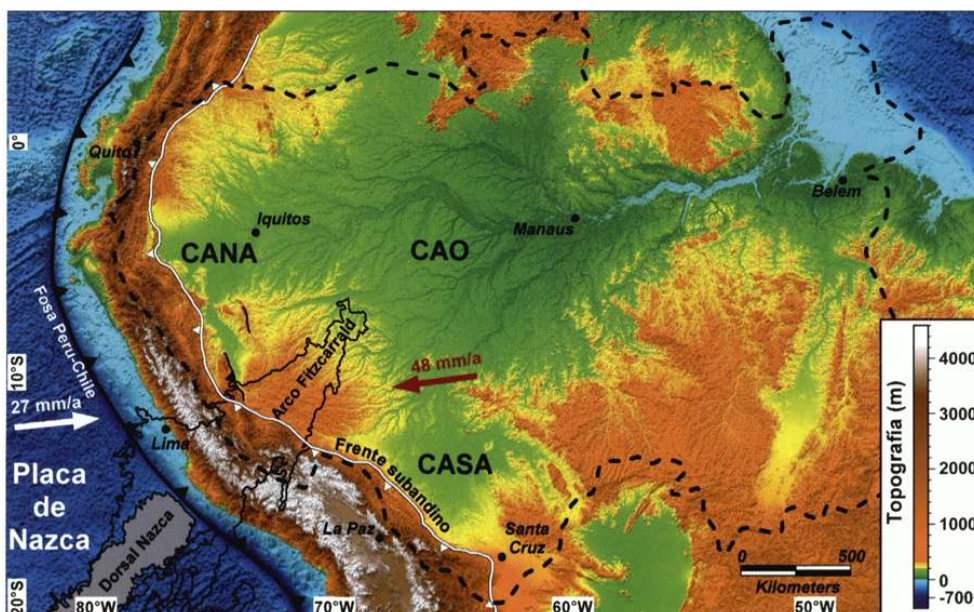 0°
Quito
Iquitos
CANA
CAO
Manaus
Belem
Fosa Peru-Chile
10°S
27 mm/a
Lima
Arco Fitzcarrald
48 mm/a
Frente subandino
CASA
Placa
de
Nazca
Dorsal Nazca
La Paz
Santa
Cruz
Topografía (m)
4000
3000
2000
1000
0
-700
0 500
Kilometers
20°S
80°W
70°W
60°W
50°W